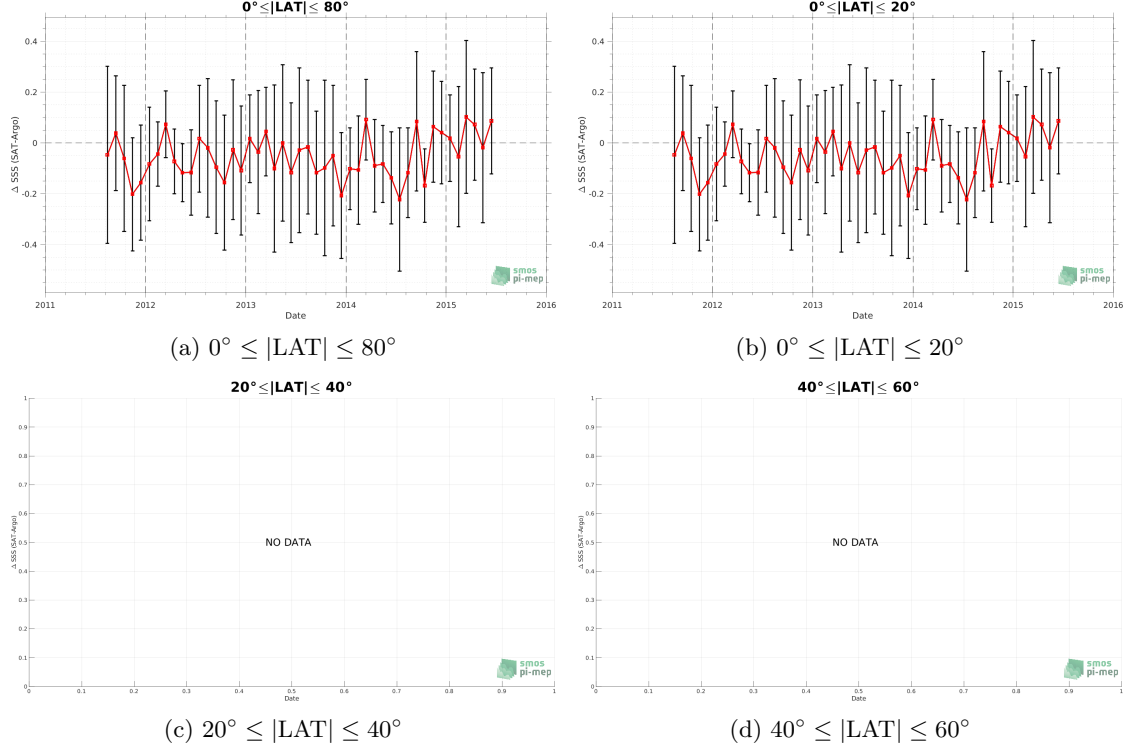 0°≤|LAT|≤ 80°
Δ SSS (SAT-Argo)
0.4
0.2
0
-0.2
-0.4
2011 2012 2013 2014 2015 2016
Date
smos
pi-mep
(a) 0° ≤ |LAT| ≤ 80°
0°≤|LAT|≤ 20°
Δ SSS (SAT-Argo)
0.4
0.2
0
-0.2
-0.4
2011 2012 2013 2014 2015 2016
Date
smos
pi-mep
(b) 0° ≤ |LAT| ≤ 20°
20°≤|LAT|≤ 40°
Δ SSS (SAT-Argo)
1
0.9
0.8
0.7
0.6
0.5
0.4
0.3
0.2
0.1
0
NO DATA
0 0.1 0.2 0.3 0.4 0.5 0.6 0.7 0.8 0.9 1
Date
smos
pi-mep
(c) 20° ≤ |LAT| ≤ 40°
40°≤|LAT|≤ 60°
Δ SSS (SAT-Argo)
1
0.9
0.8
0.7
0.6
0.5
0.4
0.3
0.2
0.1
0
NO DATA
0 0.1 0.2 0.3 0.4 0.5 0.6 0.7 0.8 0.9 1
Date
smos
pi-mep
(d) 40° ≤ |LAT| ≤ 60°